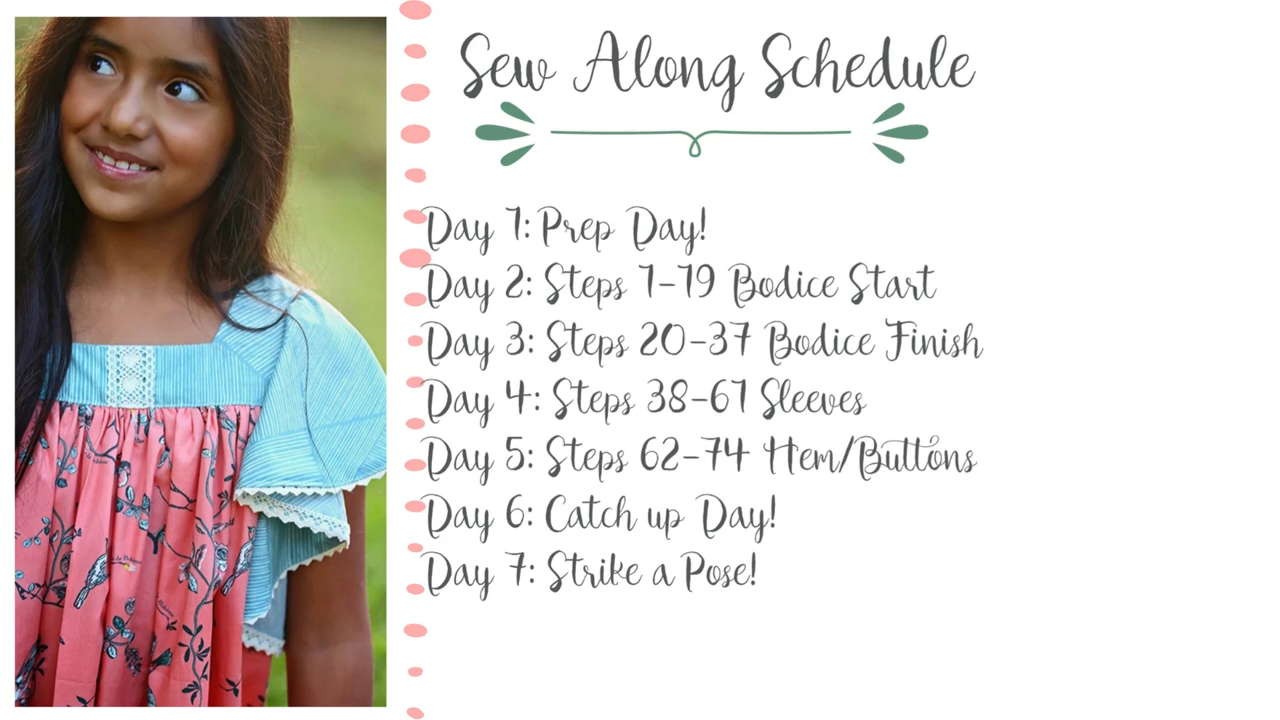 Sew Along Schedule
Day 1: Prep Day!
Day 2: Steps 1-19 Bodice Start
Day 3: Steps 20-37 Bodice Finish
Day 4: Steps 38-61 Sleeves
Day 5: Steps 62-74 Hem/Buttons
Day 6: Catch up Day!
Day 7: Strike a Pose!